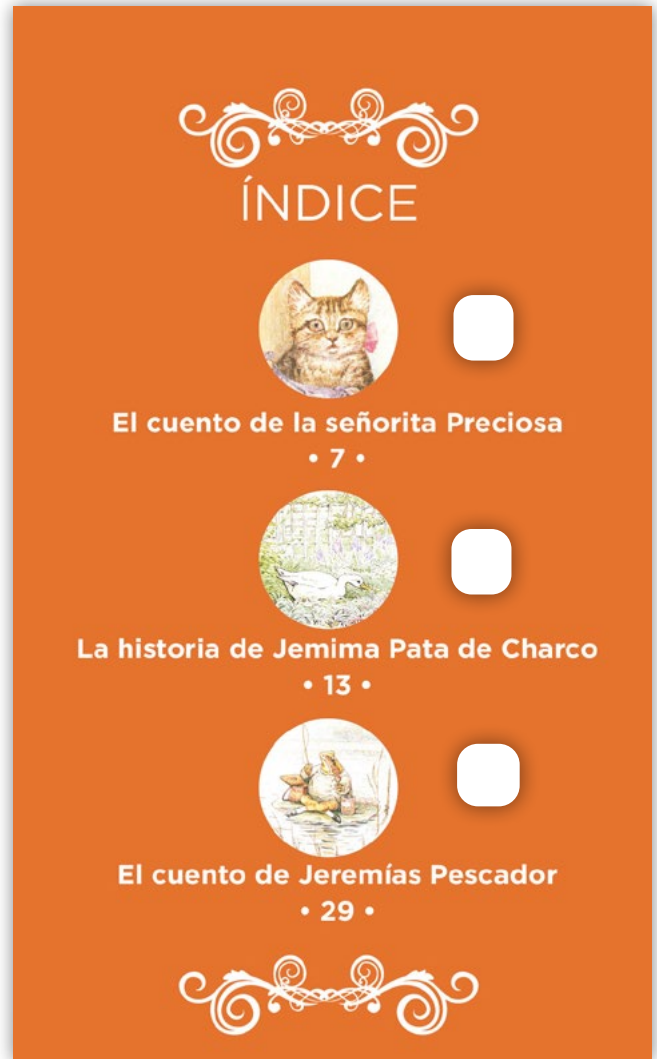 ÍNDICE
El cuento de la señorita Preciosa
• 7 •
La historia de Jemima Pata de Charco
• 13 •
El cuento de Jeremías Pescador
• 29 •